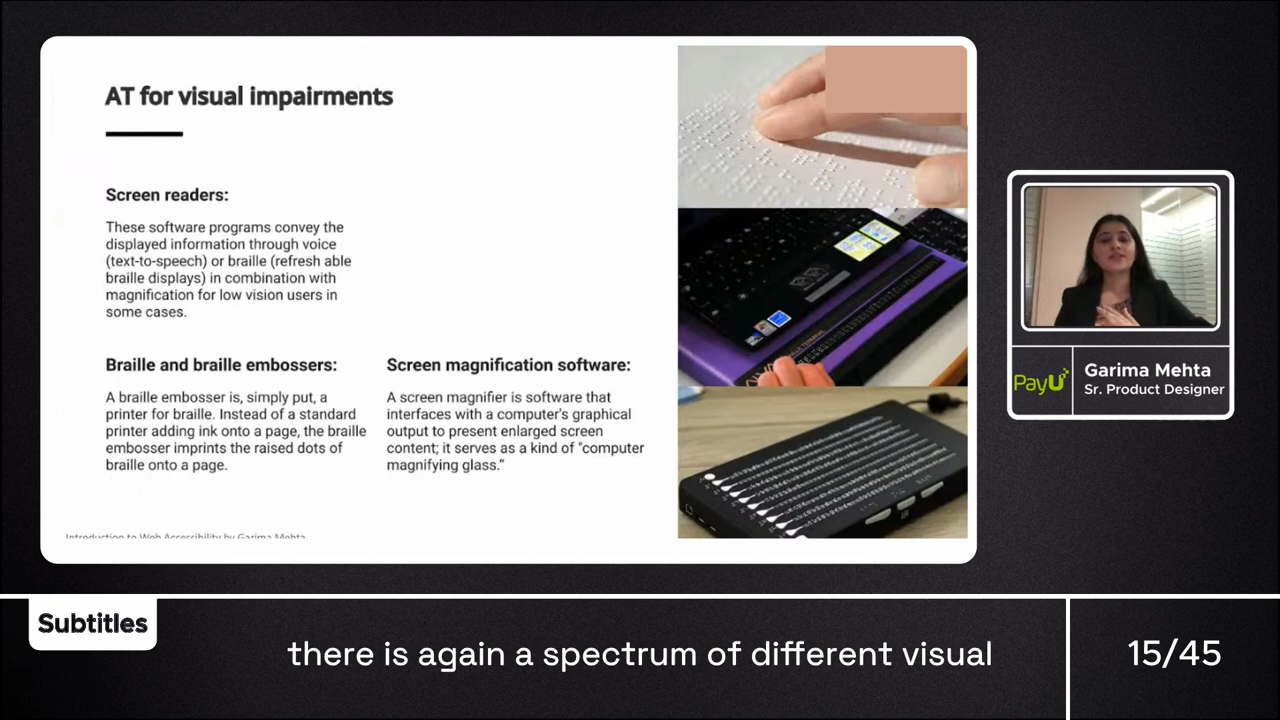 AT for visual impairments
Screen readers:
These software programs convey the
displayed information through voice
(text-to-speech) or braille (refresh able
braille displays) in combination with
magnification for low vision users in
some cases.
Braille and braille embossers:
A braille embosser is, simply put, a
printer for braille. Instead of a standard
printer adding ink onto a page, the braille
embosser imprints the raised dots of
braille onto a page.
Screen magnification software:
A screen magnifier is software that
interfaces with a computer's graphical
output to present enlarged screen
content; it serves as a kind of "computer
magnifying glass."
Introduction to Web Accessibility by Garima Mehta
PayU
Garima Mehta
Sr. Product Designer
Subtitles
there is again a spectrum of different visual
15/45